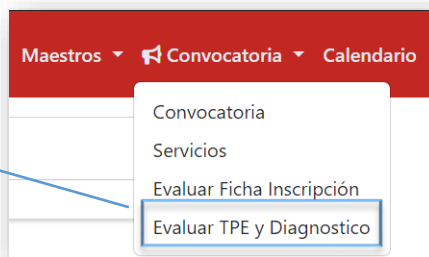 Maestros Convocatoria Calendario
Convocatoria
Servicios
Evaluar Ficha Inscripción
Evaluar TPE y Diagnostico